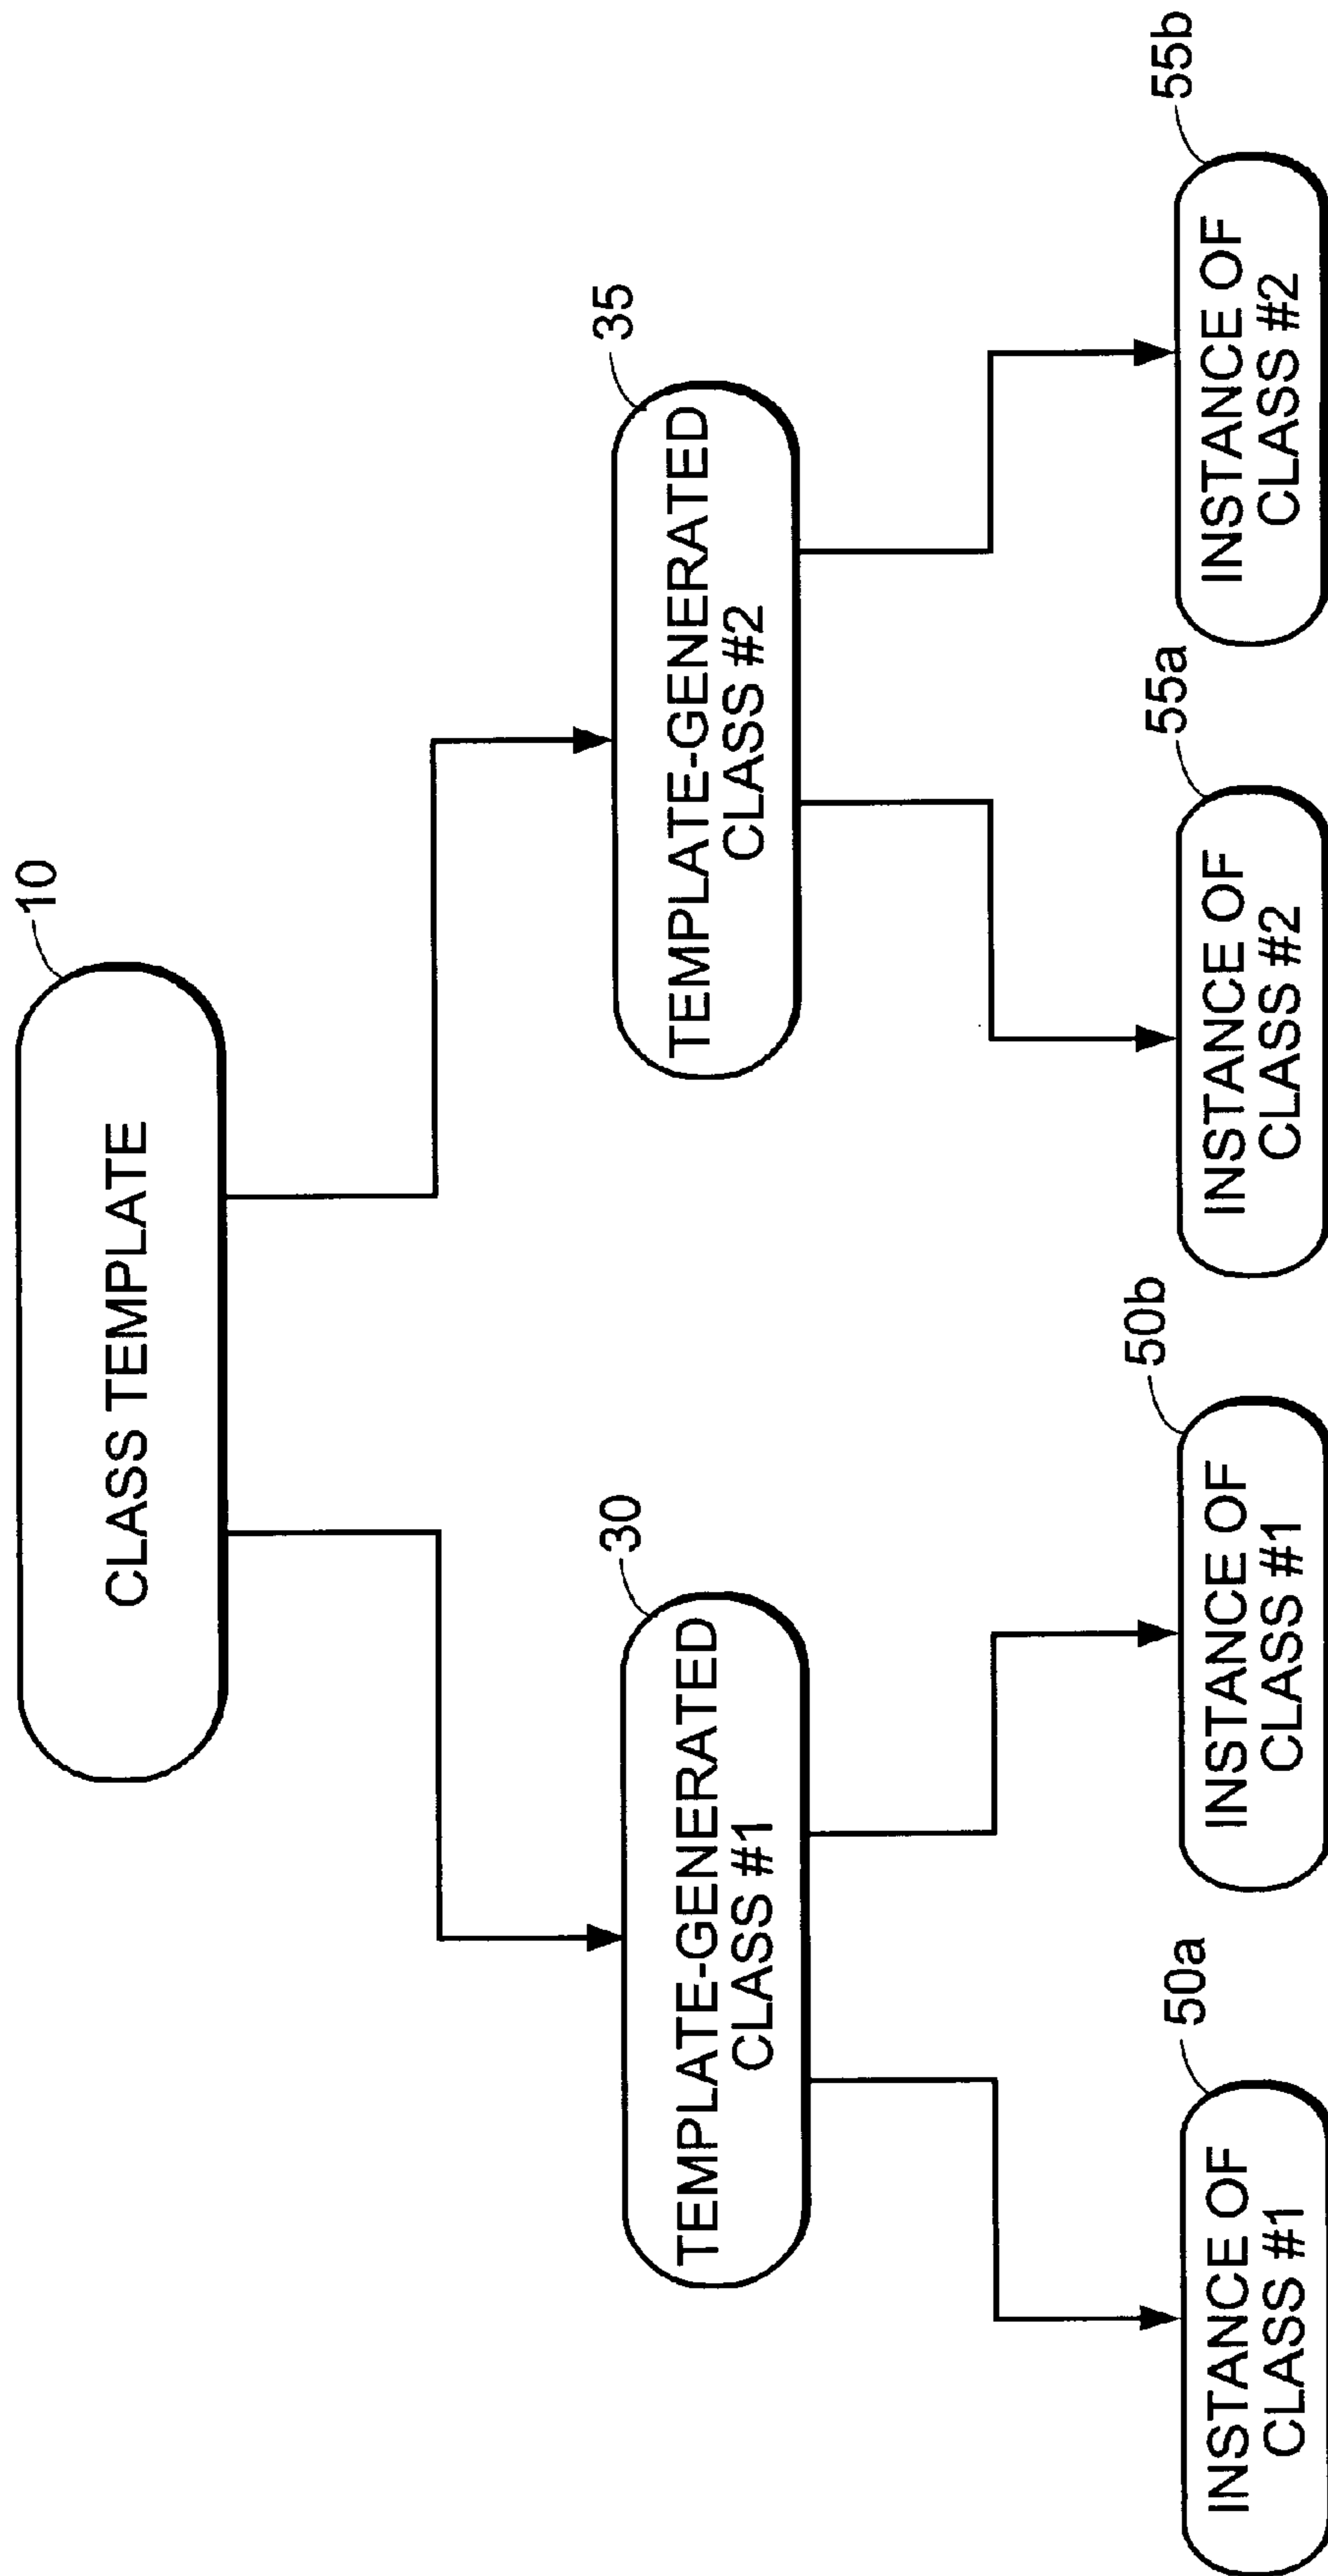 CLASS TEMPLATE
10
TEMPLATE-GENERATED
CLASS #1
30
TEMPLATE-GENERATED
CLASS #2
35
INSTANCE OF
CLASS #1
50a
INSTANCE OF
CLASS #1
50b
INSTANCE OF
CLASS #2
55a
INSTANCE OF
CLASS #2
55b